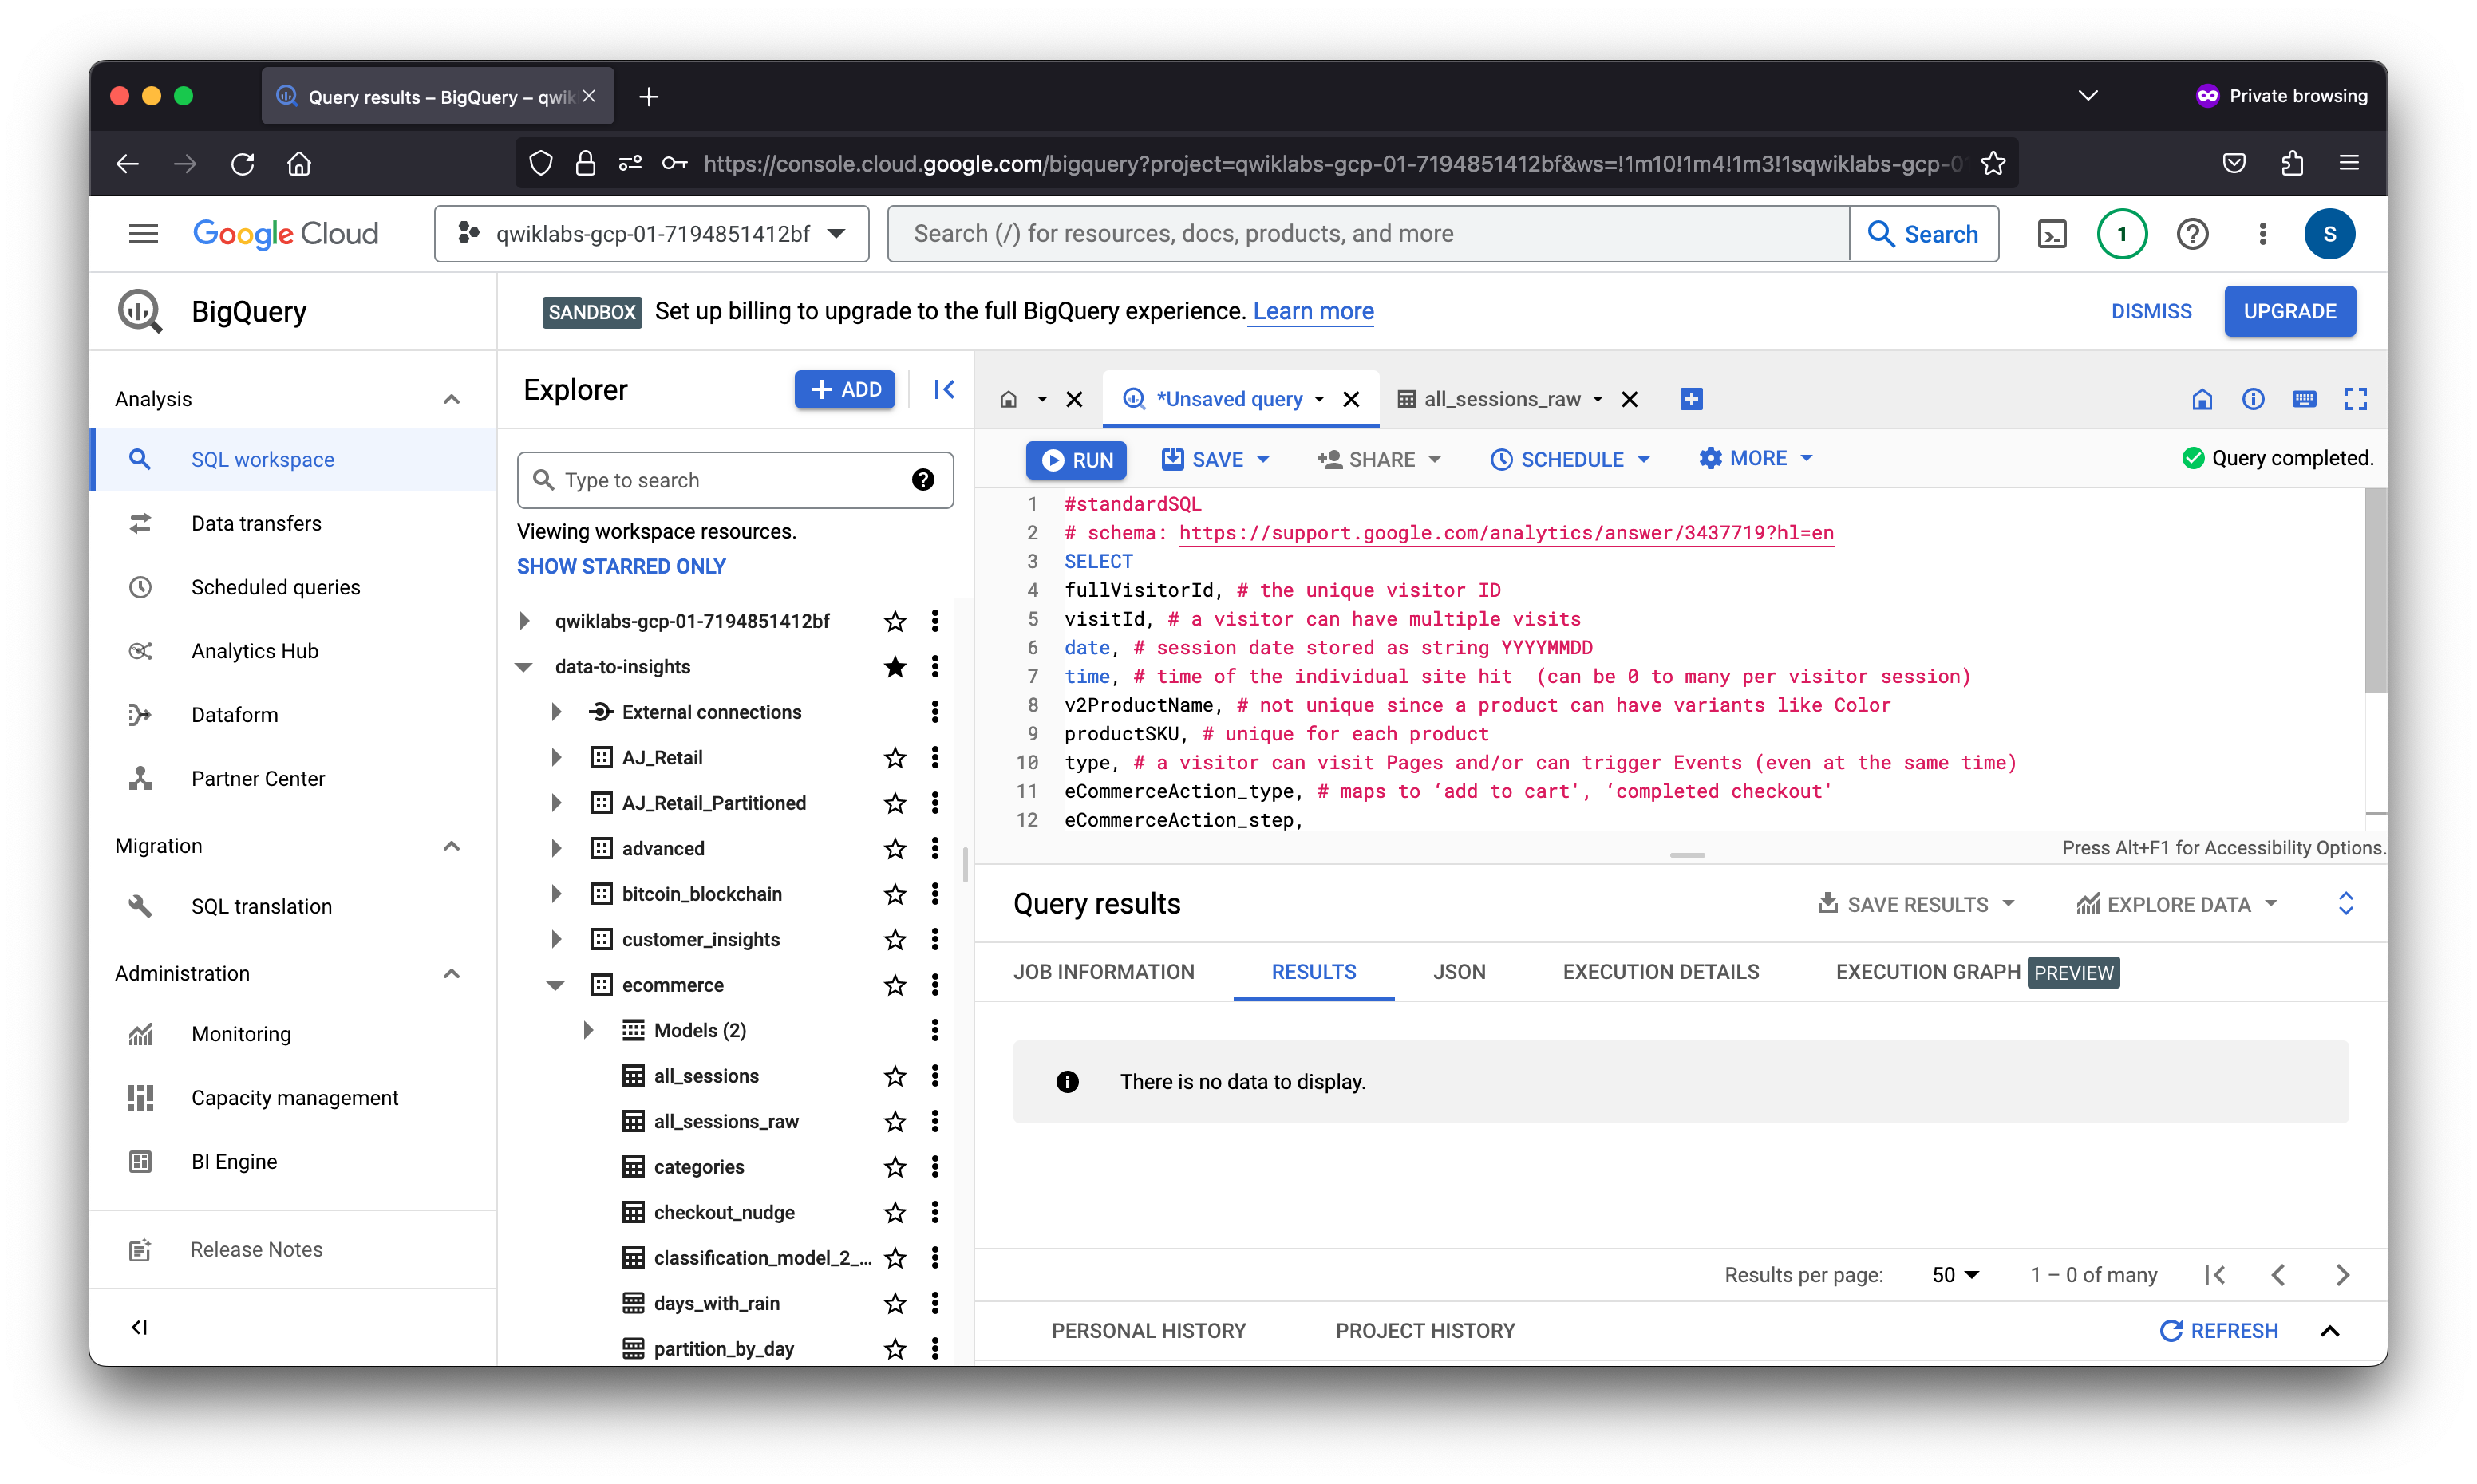 Query results – BigQuery – qwik
Private browsing
https://console.cloud.google.com/bigquery?project=qwiklabs-gcp-01-7194851412bf&ws=!1m10!1m4!1m3!1sqwiklabs-gcp-0
Google Cloud
qwiklabs-gcp-01-7194851412bf
Search (/) for resources, docs, products, and more
Search
1
S
BigQuery
SANDBOX Set up billing to upgrade to the full BigQuery experience. Learn more
DISMISS
UPGRADE
Analysis
SQL workspace
Data transfers
Scheduled queries
Analytics Hub
Dataform
Partner Center
Migration
SQL translation
Administration
Monitoring
Capacity management
BI Engine
Release Notes
Explorer
ADD
Type to search
Viewing workspace resources.
SHOW STARRED ONLY
qwiklabs-gcp-01-7194851412bf
data-to-insights
External connections
AJ_Retail
AJ_Retail_Partitioned
advanced
bitcoin_blockchain
customer_insights
ecommerce
Models (2)
all_sessions
all_sessions_raw
categories
checkout_nudge
classification_model_2_...
days_with_rain
partition_by_day
*Unsaved query
all_sessions_raw
RUN
SAVE
SHARE
SCHEDULE
MORE
Query completed.
1 #standardSQL
2 # schema: https://support.google.com/analytics/answer/3437719?hl=en
3 SELECT
4 fullVisitorId, # the unique visitor ID
5 visitId, # a visitor can have multiple visits
6 date, # session date stored as string YYYYMMDD
7 time, # time of the individual site hit  (can be 0 to many per visitor session)
8 v2ProductName, # not unique since a product can have variants like Color
9 productSKU, # unique for each product
10 type, # a visitor can visit Pages and/or can trigger Events (even at the same time)
11 eCommerceAction_type, # maps to ‘add to cart', ‘completed checkout'
12 eCommerceAction_step,
Press Alt+F1 for Accessibility Options.
Query results
SAVE RESULTS
EXPLORE DATA
JOB INFORMATION
RESULTS
JSON
EXECUTION DETAILS
EXECUTION GRAPH PREVIEW
There is no data to display.
Results per page:
50
1 – 0 of many
PERSONAL HISTORY
PROJECT HISTORY
REFRESH